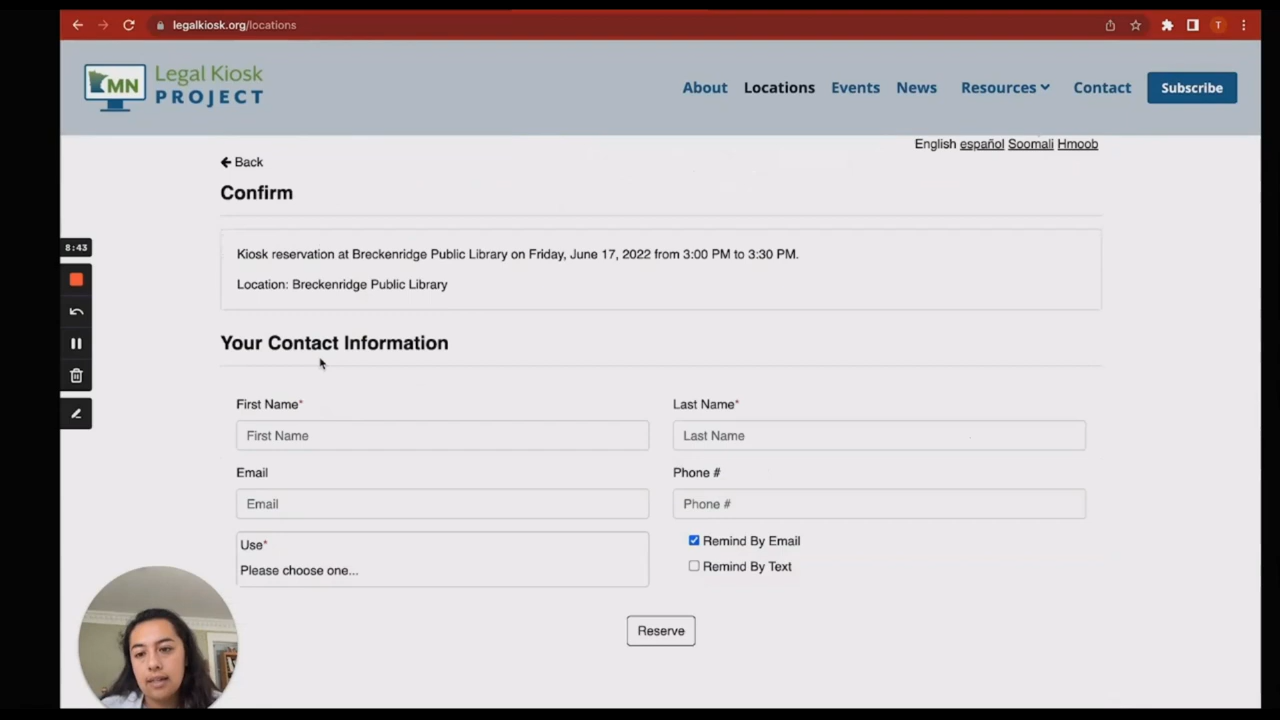 legalkiosk.org/locations
T
MN
Legal Kiosk
PROJECT
About Locations Events News Resources Contact Subscribe
English español Soomali Hmoob
Back
Confirm
8:43
Kiosk reservation at Breckenridge Public Library on Friday, June 17, 2022 from 3:00 PM to 3:30 PM.
Location: Breckenridge Public Library
Your Contact Information
First Name* Last Name*
First Name Last Name
Email Phone #
Email Phone #
Use*
Please choose one...
Remind By Email
Remind By Text
Reserve